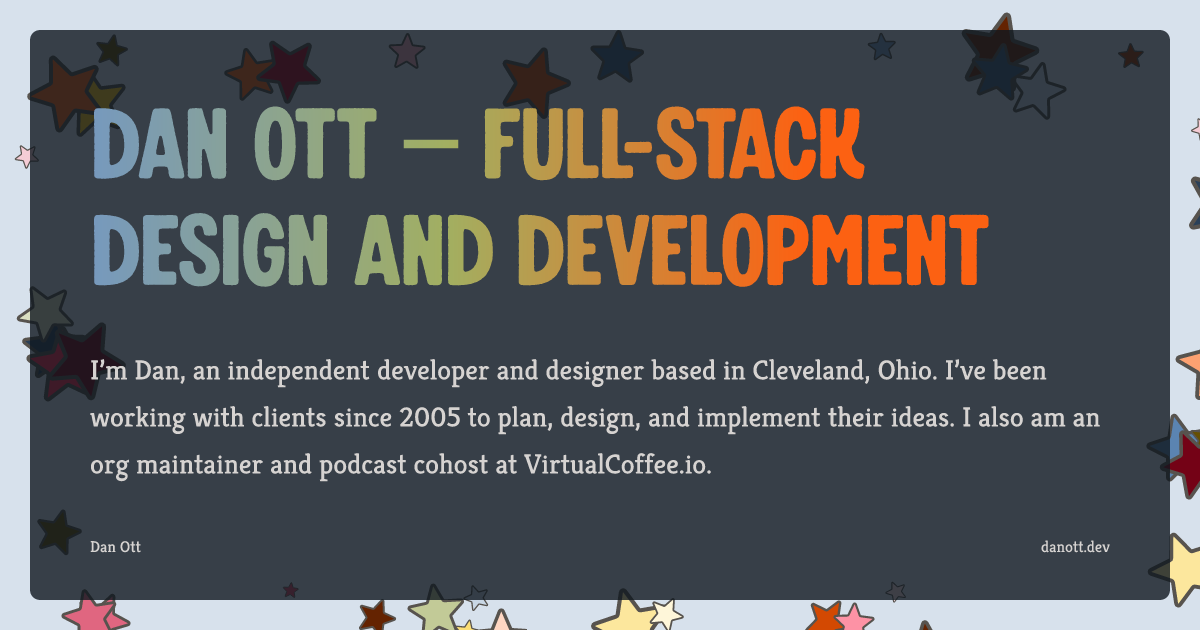 DAN OTT — FULL-STACK
DESIGN AND DEVELOPMENT
I’m Dan, an independent developer and designer based in Cleveland, Ohio. I’ve been
working with clients since 2005 to plan, design, and implement their ideas. I also am an
org maintainer and podcast cohost at VirtualCoffee.io.
Dan Ott
danott.dev